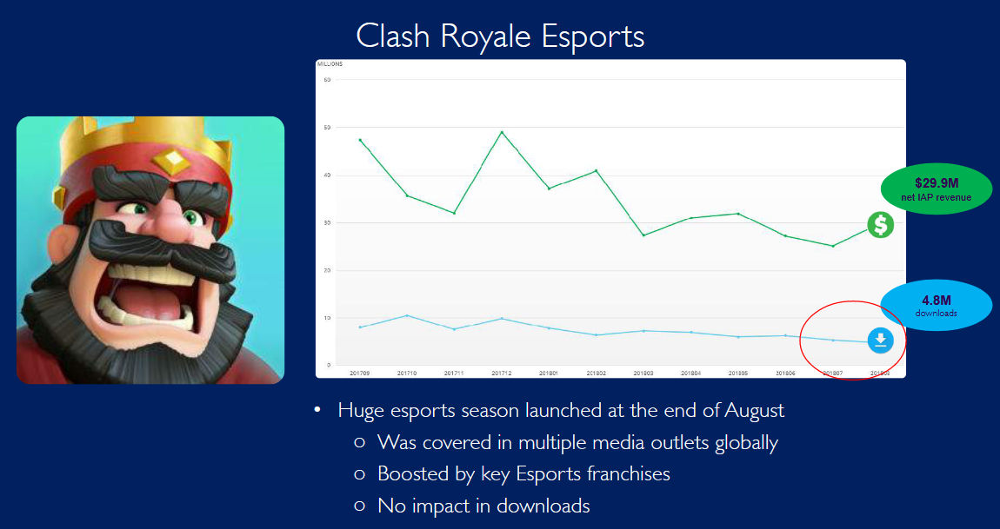 Clash Royale Esports
MILLIONS
60
50
40
30
20
10
0
201709
201710
201711
201712
201801
201802
201803
201804
201805
201806
201807
201808
$29.9M
net IAP revenue
4.8M
downloads
• Huge esports season launched at the end of August
o Was covered in multiple media outlets globally
o Boosted by key Esports franchises
o No impact in downloads